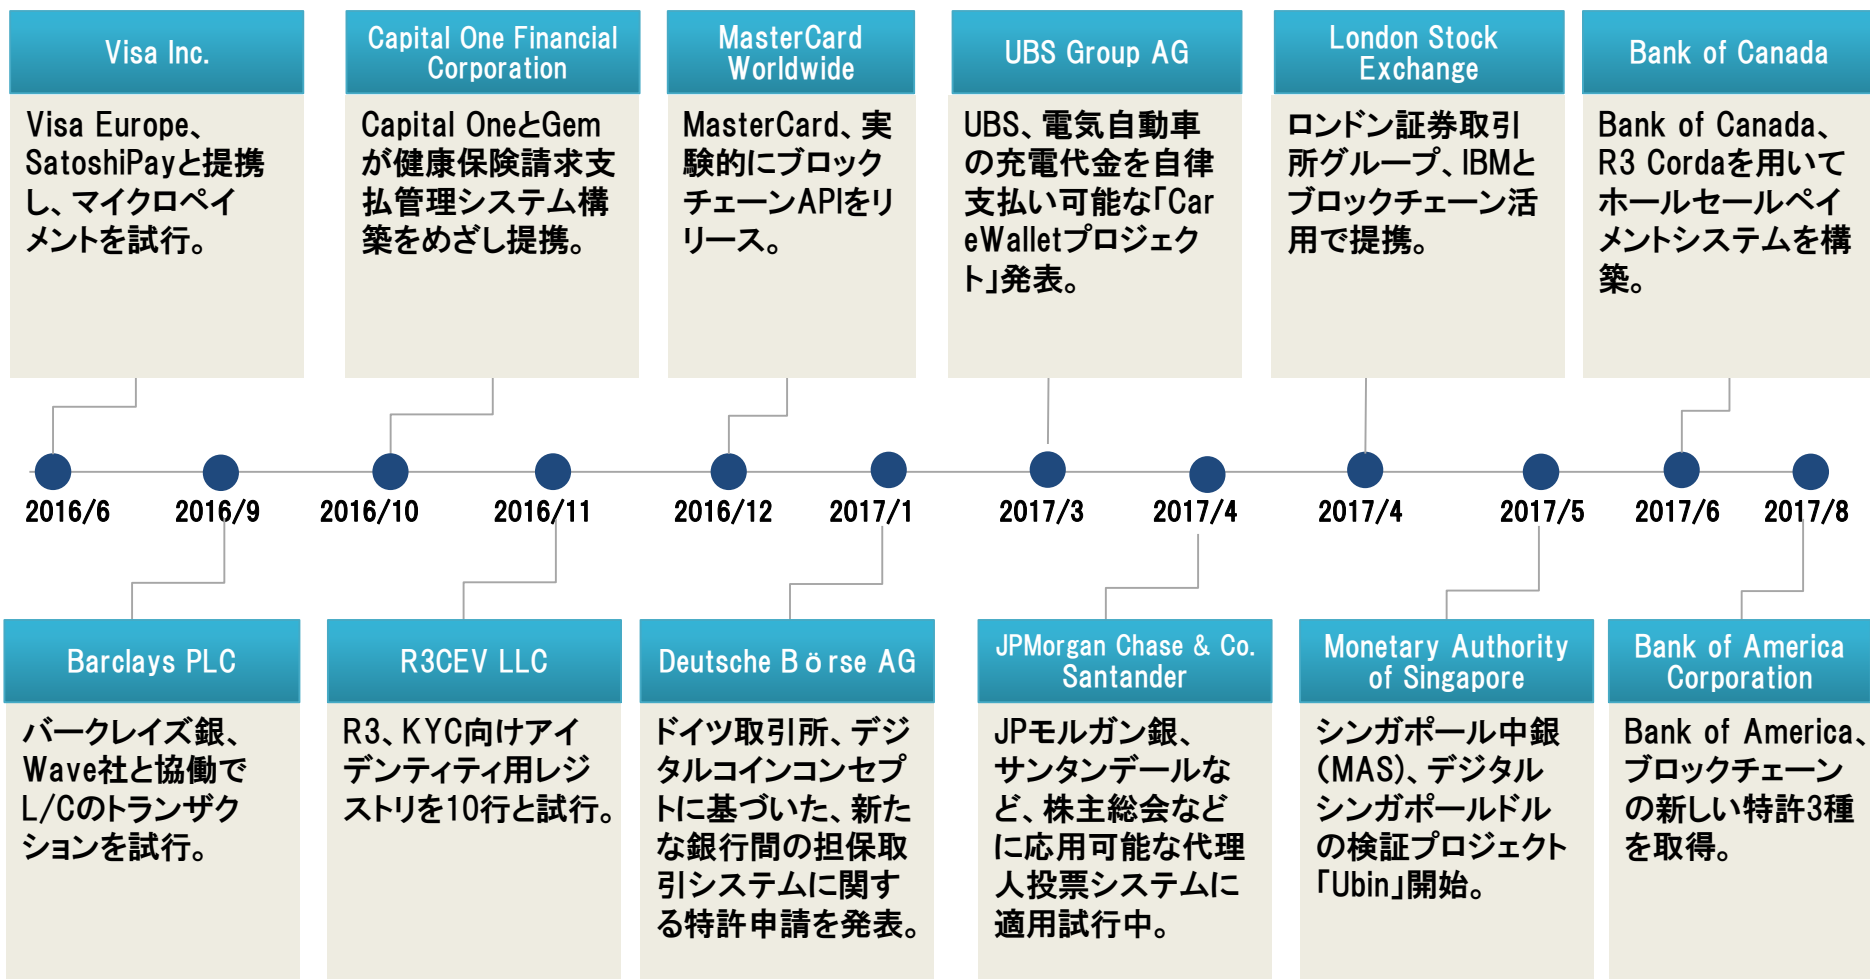 Visa Inc.
Visa Europe、
SatoshiPayと提携
し、マイクロペイ
メントを試行。
Capital One Financial
Corporation
Capital OneとGem
が健康保険請求支
払管理システム構
築をめざし提携。
MasterCard
Worldwide
MasterCard、実
験的にブロック
チェーンAPIをリ
リース。
UBS Group AG
UBS、電気自動車
の充電代金を自律
支払い可能な「Car
eWalletプロジェク
ト」発表。
London Stock
Exchange
ロンドン証券取引
所グループ、IBMと
ブロックチェーン活
用で提携。
Bank of Canada
Bank of Canada、
R3 Cordaを用いて
ホールセールペイ
メントシステムを構
築。
2016/6
2016/9
2016/10
2016/11
2016/12
2017/1
2017/3
2017/4
2017/4
2017/5
2017/6
2017/8
Barclays PLC
バークレイズ銀、
Wave社と協働で
L/Cのトランザク
ションを試行。
R3CEV LLC
R3、KYC向けアイ
デンティティ用レジ
ストリを10行と試行。
Deutsche Börse AG
ドイツ取引所、デジ
タルコインコンセプ
トに基づいた、新た
な銀行間の担保取
引システムに関す
る特許申請を発表。
JPMorgan Chase & Co.
Santander
JPモルガン銀、
サンタンデールな
ど、株主総会など
に応用可能な代理
人投票システムに
適用試行中。
Monetary Authority
of Singapore
シンガポール中銀
（MAS）、デジタル
シンガポールドル
の検証プロジェクト
「Ubin」開始。
Bank of America
Corporation
Bank of America、
ブロックチェーン
の新しい特許3種
を取得。